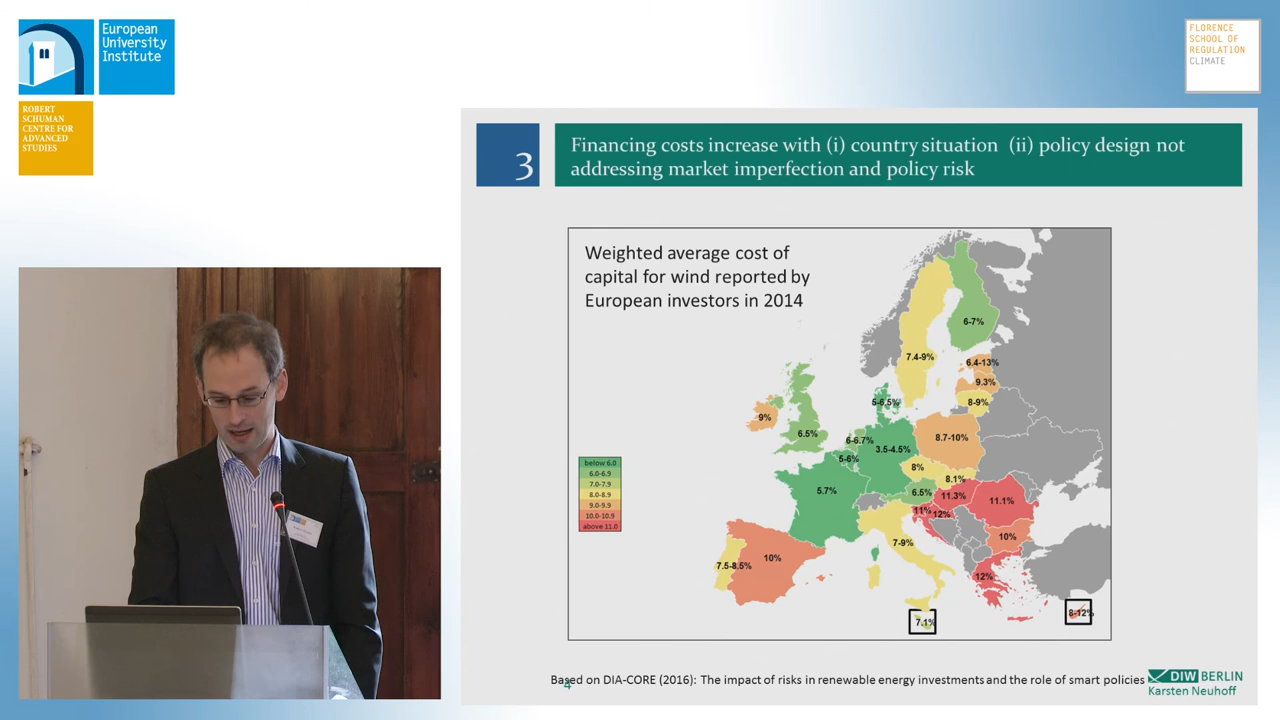 European
University
Institute
ROBERT
SCHUMAN
CENTRE FOR
ADVANCED
STUDIES
FLORENCE
SCHOOL OF
REGULATION
CLIMATE
3
Financing costs increase with (i) country situation (ii) policy design not
addressing market imperfection and policy risk
Weighted average cost of
capital for wind reported by
European investors in 2014
6-7%
7.4-9%
6.4-13%
9.3%
8-9%
5-6.5%
9%
6.5%
6-6.7%
5-6%
3.5-4.5%
8.7-10%
8%
8.1%
5.7%
6.5%
11.3%
11.1%
11%
12%
10%
7-9%
10%
7.5-8.5%
12%
7.1%
8-12%
below 6.0
6.0-6.9
7.0-7.9
8.0-8.9
9.0-9.9
10.0-10.9
above 11.0
Based on DIA-CORE (2016): The impact of risks in renewable energy investments and the role of smart policies
4
DIW BERLIN
Karsten Neuhoff